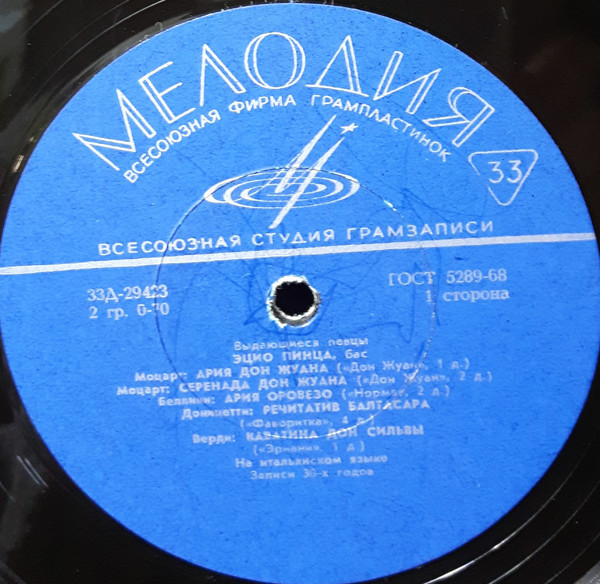 МЕЛОДИЯ
ВСЕСОЮЗНАЯ ФИРМА ГРАМПЛАСТИНОК
33
ВСЕСОЮЗНАЯ СТУДИЯ ГРАМЗАПИСИ
33Д-29423
ГОСТ 5289-68
2 гр. 0-70
1 сторона
Выдающиеся певцы
ЭЦИО ПИНЦА, бас
Моцарт: АРИЯ ДОН ЖУАНА («Дон Жуан», 1 д.)
Моцарт: СЕРЕНАДА ДОН ЖУАНА («Дон Жуан», 2 д.)
Беллини: АРИЯ ОРОВЕЗО («Норма», 2 д.)
Доницетти: РЕЧИТАТИВ БАЛТАСАРА
(«Фаворитка», 4 д.)
Верди: КАВАТИНА ДОН СИЛЬВЫ
(«Эрнани», 1 д.)
На итальянском языке
Записи 30-х годов